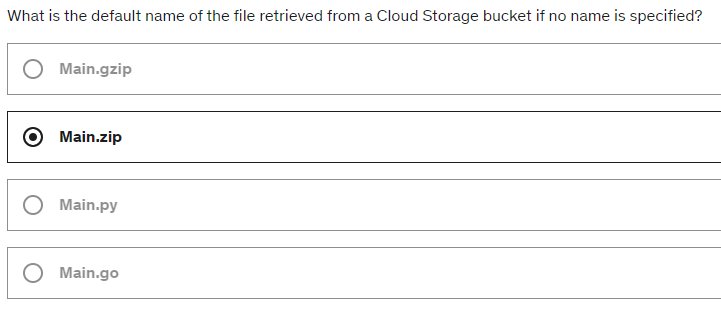 What is the default name of the file retrieved from a Cloud Storage bucket if no name is specified?
Main.gzip
Main.zip
Main.py
Main.go